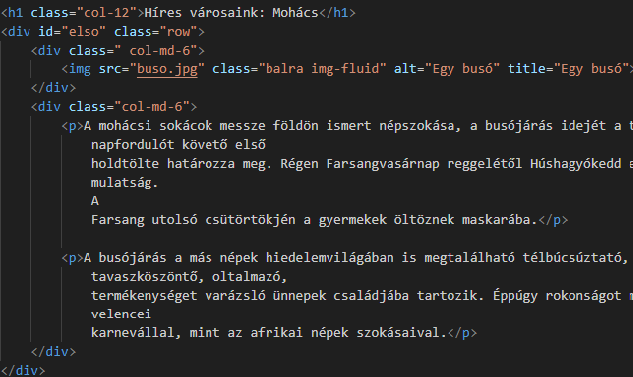 <h1 class="col-12">Híres városaink: Mohács</h1>
<div id="elso" class="row">
<div class=" col-md-6">
<img src="buso.jpg" class="balra img-fluid" alt="Egy busó" title="Egy busó">
</div>
<div class="col-md-6">
<p>A mohácsi sokácok messze földön ismert népszokása, a busójárás idejét a
napfordulót követő első
holdtölte határozza meg. Régen Farsangvasárnap reggelétől Húshagyókedd
mulatság.
A
Farsang utolsó csütörtökjén a gyermekek öltöznek maskarába.</p>
<p>A busójárás a más népek hiedelemvilágában is megtalálható télbúcsúztató,
tavaszköszöntő, oltalmazó,
termékenységet varázsló ünnepek családjába tartozik. Éppúgy rokonságot
velencei
karnevállal, mint az afrikai népek szokásaival.</p>
</div>
</div>